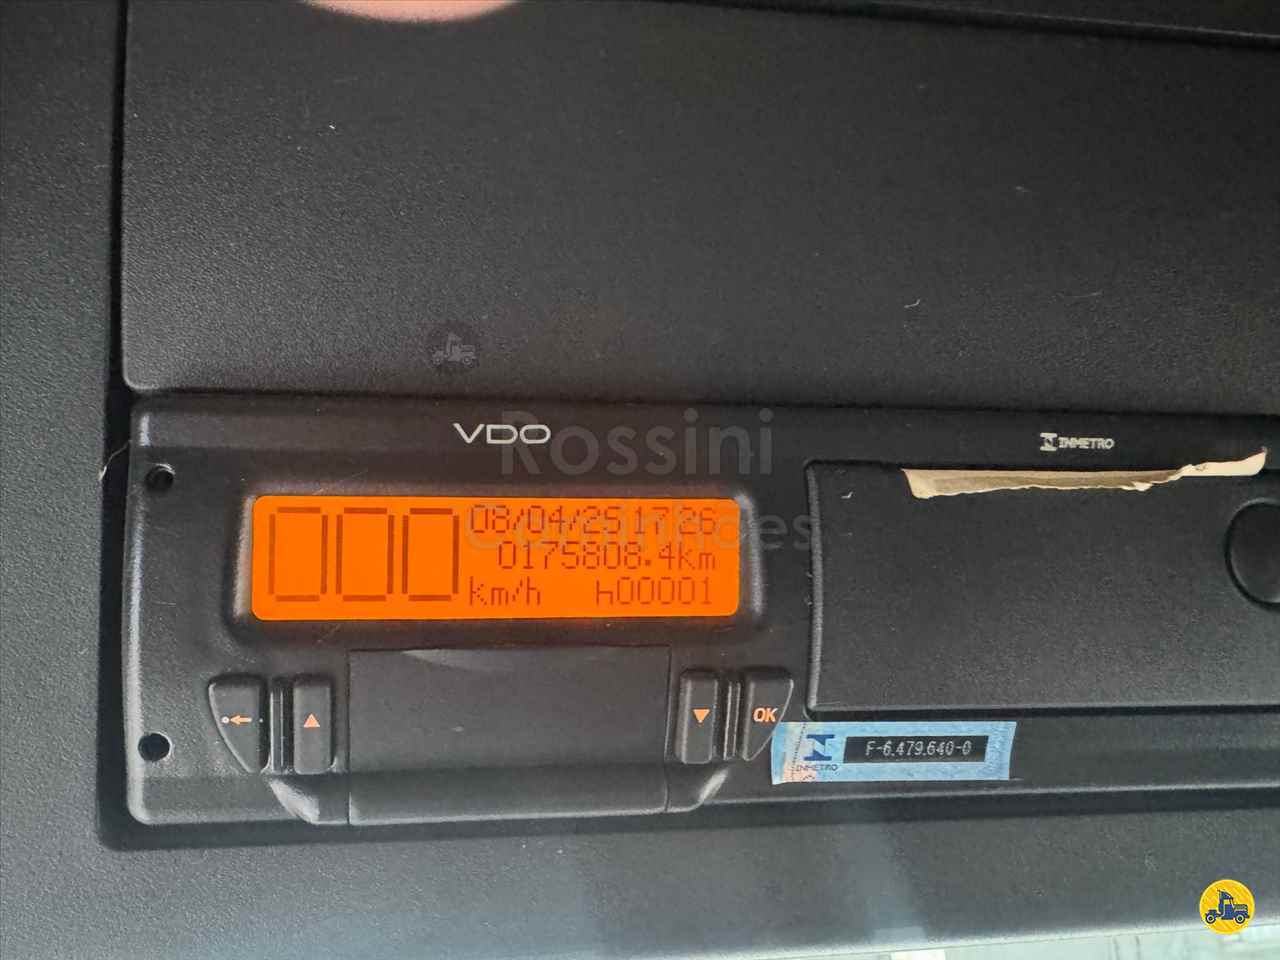 VDO
Rossini
Caminhões
INMETRO
000
08/04/25 17:26
0175808.4km
km/h h00001
OK
INMETRO
F-6.479.640-0